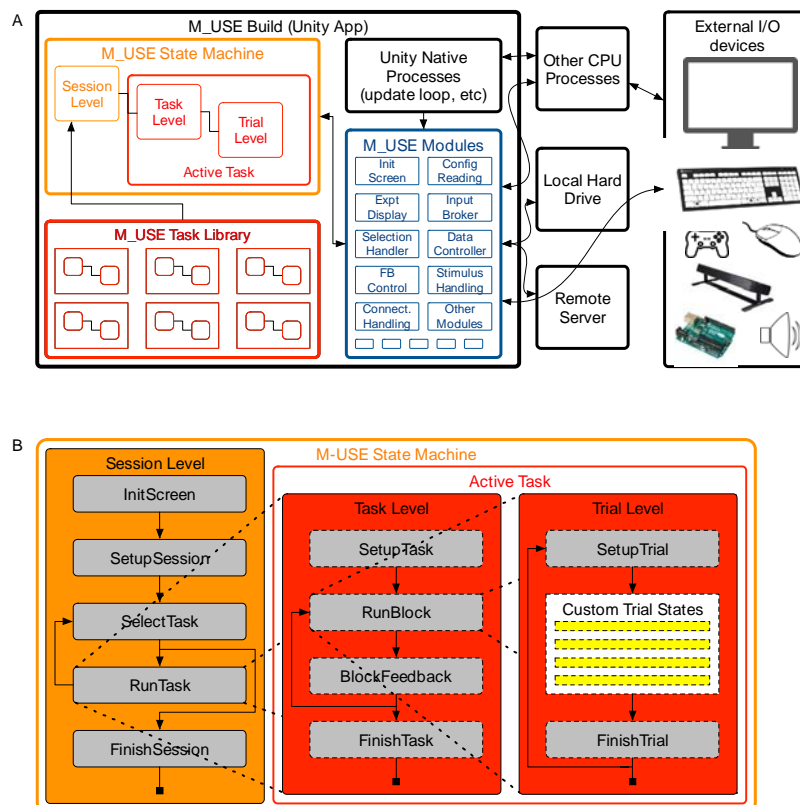 A
M_USE Build (Unity App)
M_USE State Machine
Session
Level
Task
Level
Trial
Level
Active Task
M_USE Task Library
Unity Native
Processes
(update loop, etc)
M_USE Modules
Init
Screen
Config
Reading
Expt
Display
Input
Broker
Selection
Handler
Data
Controller
FB
Control
Stimulus
Handling
Connect.
Handling
Other
Modules
Other CPU
Processes
Local Hard
Drive
Remote
Server
External I/O
devices
B
M-USE State Machine
Session Level
InitScreen
SetupSession
SelectTask
RunTask
FinishSession
Active Task
Task Level
SetupTask
RunBlock
BlockFeedback
FinishTask
Trial Level
SetupTrial
Custom Trial States
FinishTrial